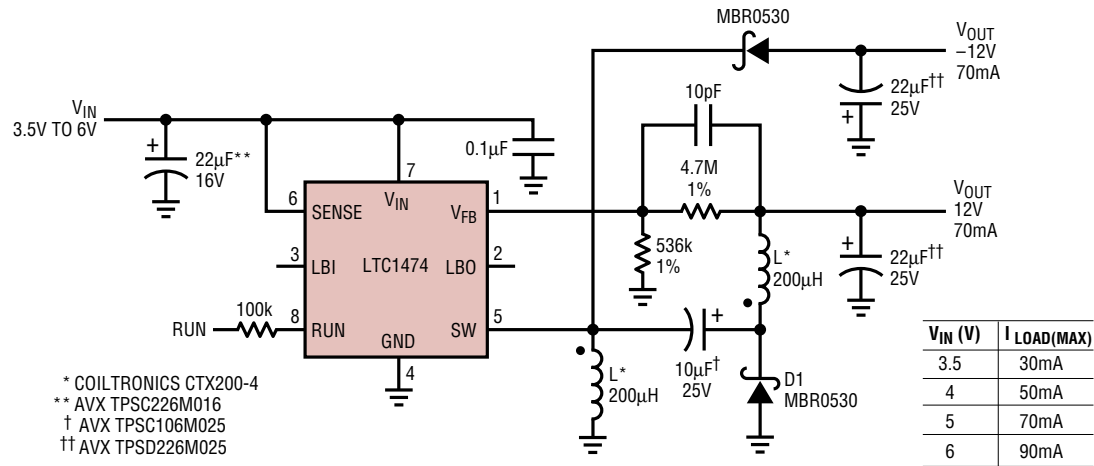 MBR0530
V_OUT
–12V
70mA
22µF††
25V
+
10pF
V_IN
3.5V TO 6V
+
22µF**
16V
0.1µF
4.7M
1%
7
6
SENSE
V_IN
V_FB
1
V_OUT
12V
70mA
536k
1%
+
22µF††
25V
3
LBI
LTC1474
LBO
2
L*
200µH
RUN
100k
8
RUN
GND
SW
5
+
10µF†
25V
4
L*
200µH
D1
MBR0530
* COILTRONICS CTX200-4
** AVX TPSC226M016
† AVX TPSC106M025
†† AVX TPSD226M025
V_IN (V) I LOAD(MAX)
3.5 30mA
4 50mA
5 70mA
6 90mA